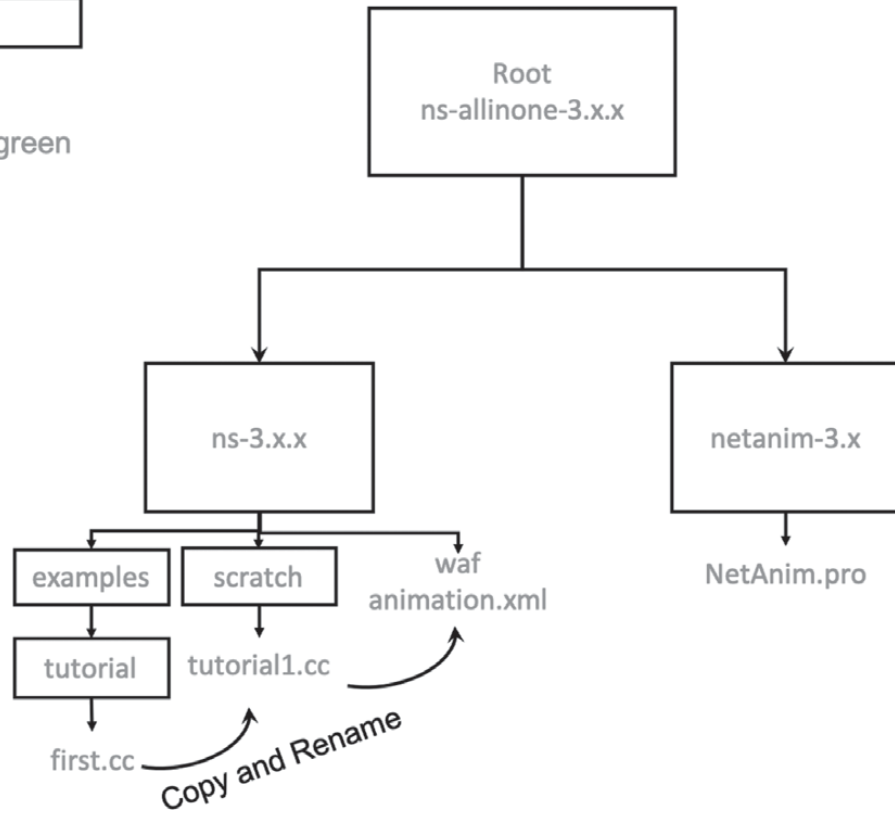 Root
ns-allinone-3.x.x
green
ns-3.x.x
netanim-3.x
examples
scratch
waf
animation.xml
NetAnim.pro
tutorial
tutorial1.cc
first.cc
Copy and Rename